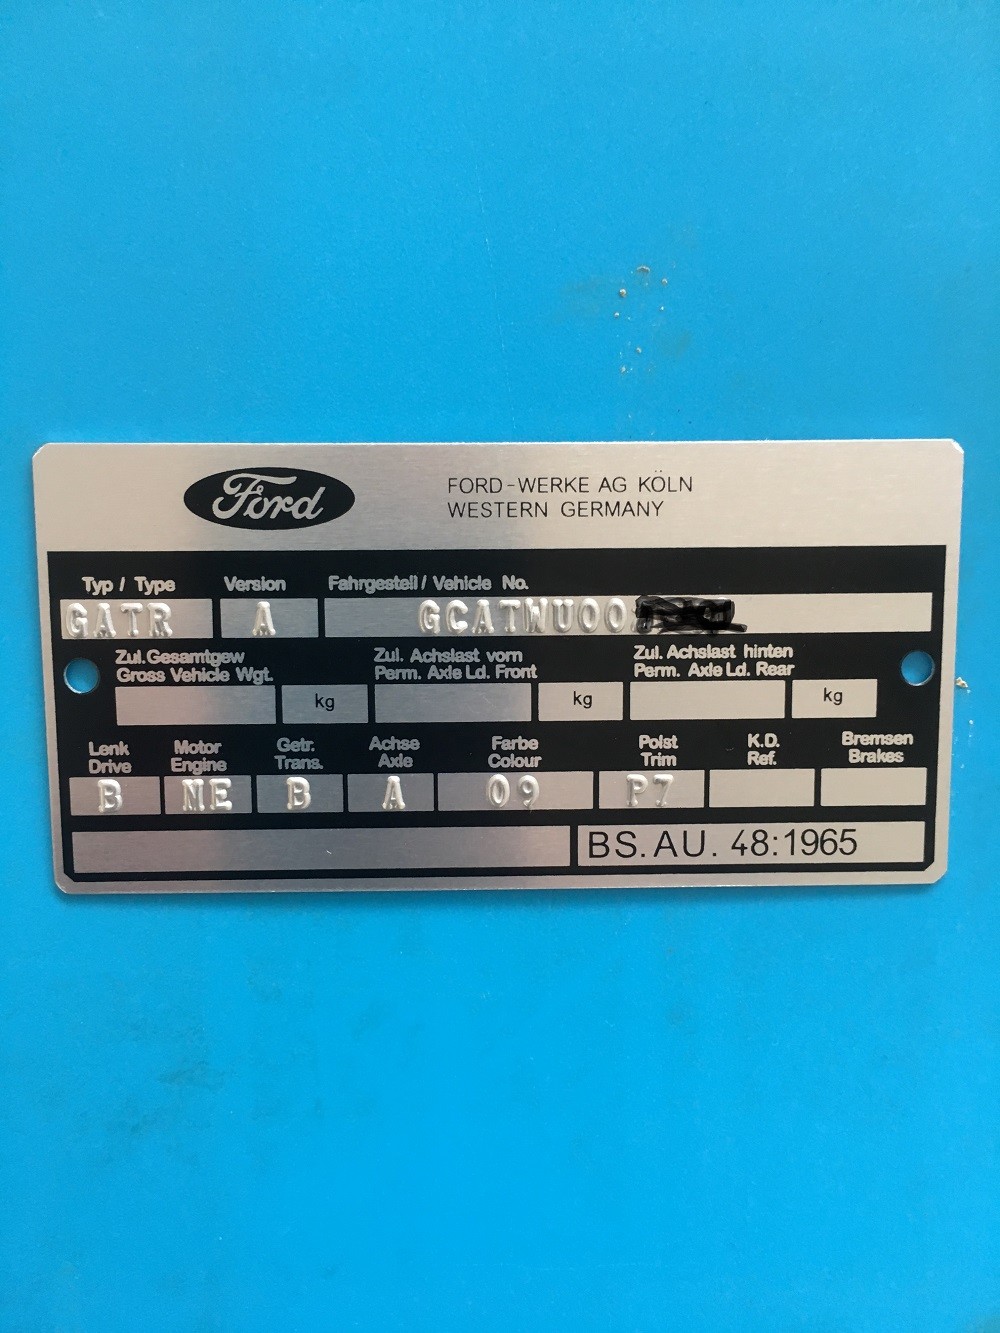 Ford
FORD-WERKE AG KÖLN
WESTERN GERMANY
Typ / Type Version Fahrgestell / Vehicle No.
GATR A GCATWU00
Zul. Gesamtgew Zul. Achslast vorn Zul. Achslast hinten
Gross Vehicle Wgt. Perm. Axle Ld. Front Perm. Axle Ld. Rear
kg kg kg
Lenk Motor Getr. Achse Farbe Polst K.D. Bremsen
Drive Engine Trans. Axle Colour Trim Ref. Brakes
B NE B A 09 P7
BS.AU. 48:1965